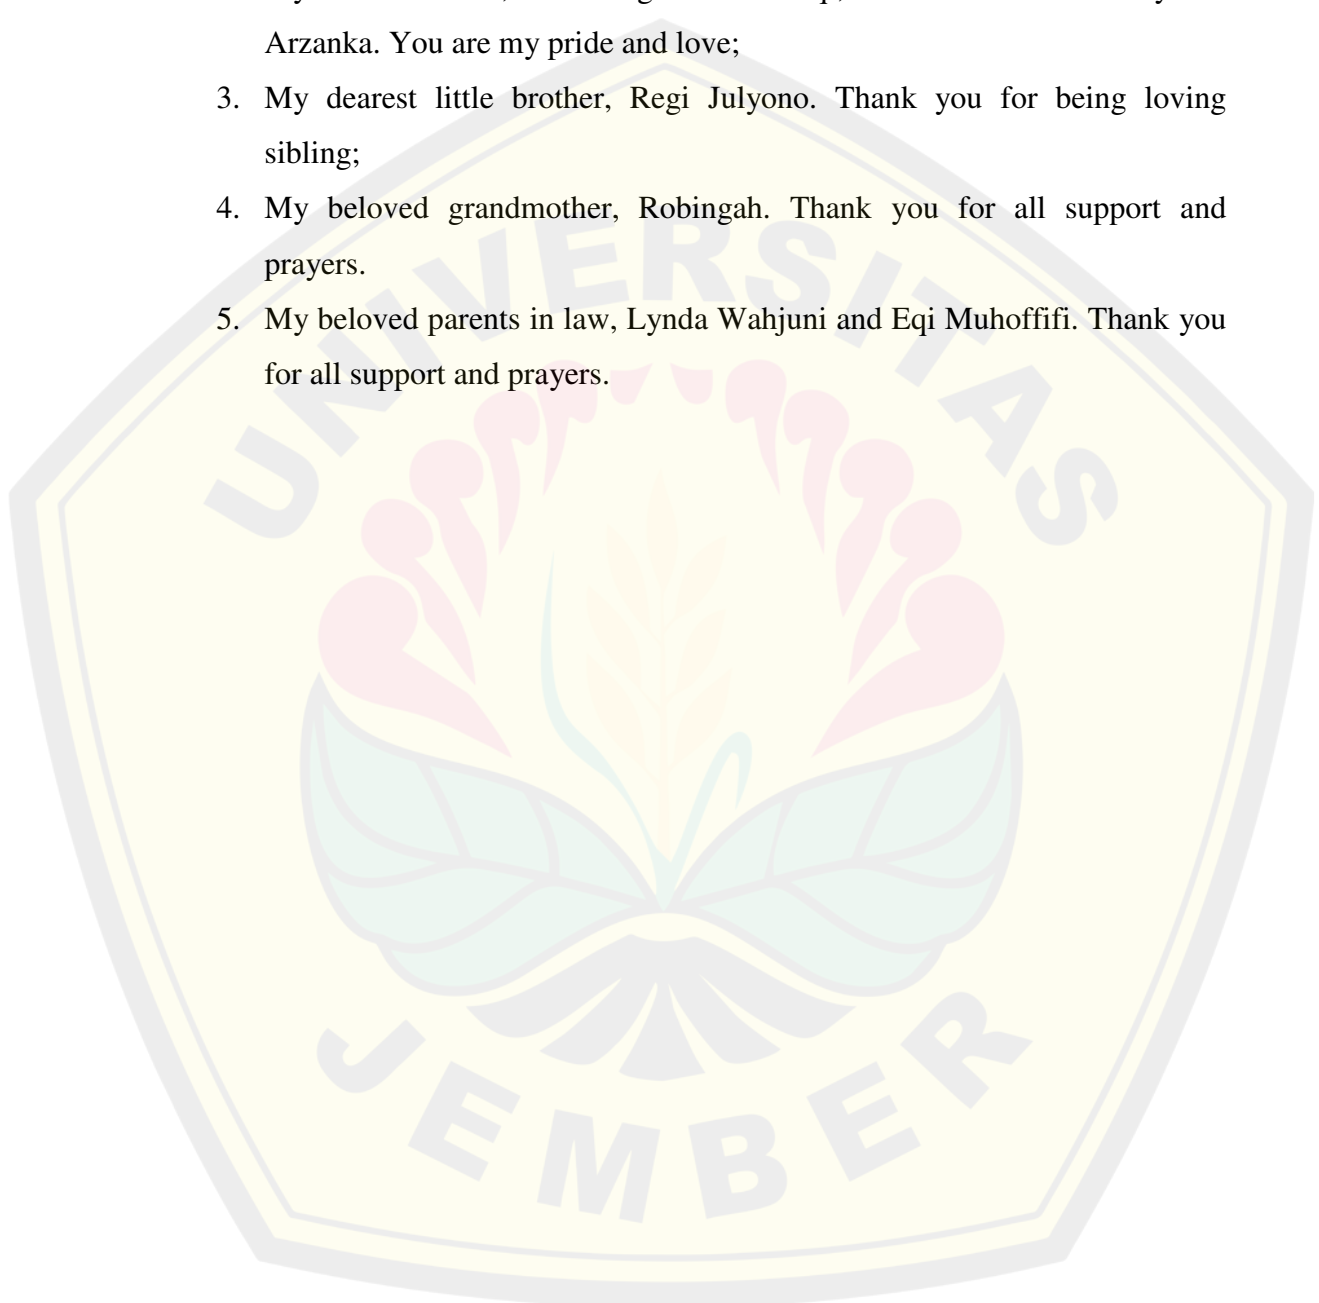 Arzanka. You are my pride and love;
3. My dearest little brother, Regi Julyono. Thank you for being loving
sibling;
4. My beloved grandmother, Robingah. Thank you for all support and
prayers.
5. My beloved parents in law, Lynda Wahjuni and Eqi Muhoffifi. Thank you
for all support and prayers.
UNIVERSITAS
JEMBER